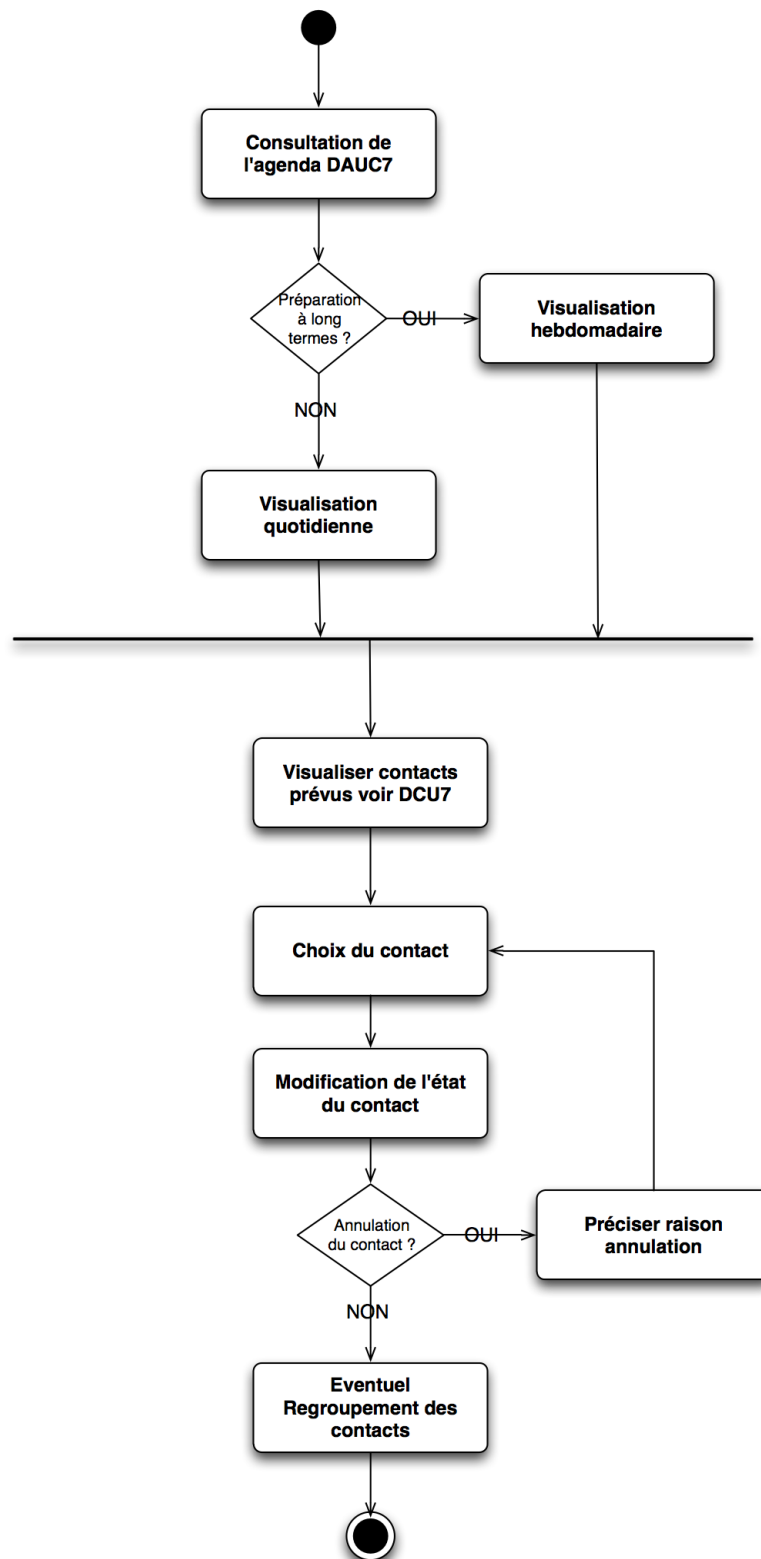 Consultation de
l'agenda DAUC7
Préparation
à long
termes ?
OUI
Visualisation
hebdomadaire
NON
Visualisation
quotidienne
Visualiser contacts
prévus voir DCU7
Choix du contact
Modification de l'état
du contact
Annulation
du contact ?
OUI
Préciser raison
annulation
NON
Eventuel
Regroupement des
contacts